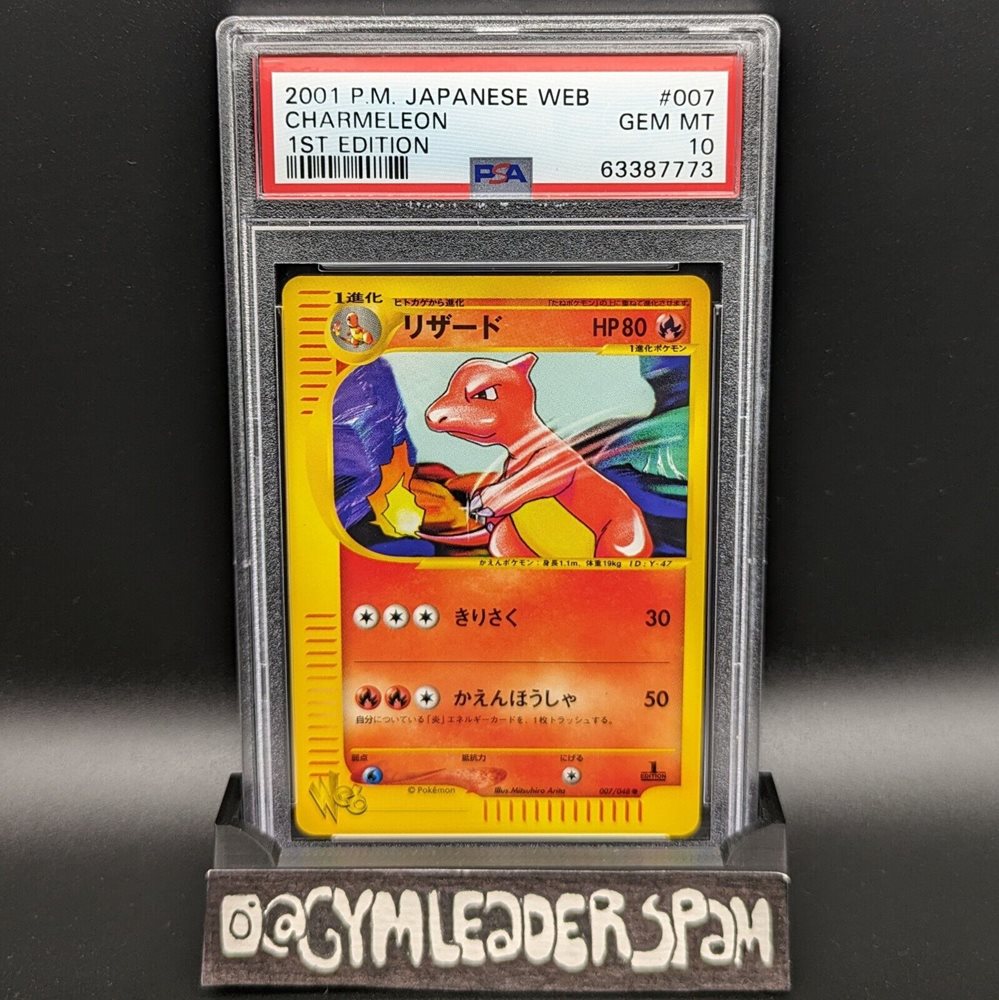 2001 P.M. JAPANESE WEB #007
CHARMELEON GEM MT
1ST EDITION 10
PSA 63387773
1進化 ヒトカゲから進化 「たねポケモン」の上に重ねて進化させます。
リザード HP80
1進化ポケモン
かえんポケモン：身長1.1m、体重19kg ID:Y-47
きりさく 30
かえんほうしゃ 50
自分についている「炎」エネルギーカードを、1枚トラッシュする。
弱点 抵抗力 にげる
1
EDITION
Web © Pokémon Illus.Mitsuhiro Arita 007/048
@GYMLEADERSPAM